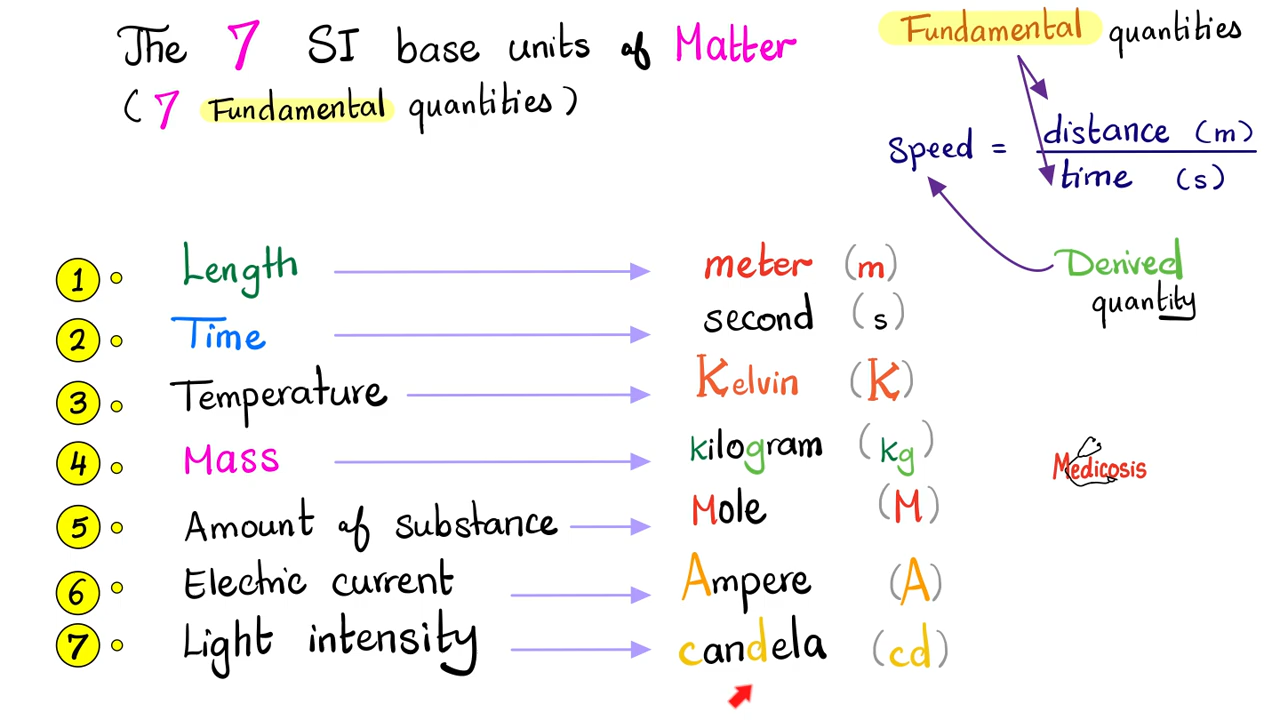 The 7 SI base units of Matter
(7 Fundamental quantities)
Fundamental quantities
speed = distance (m)
time (s)
Derived
quantity
1 Length meter (m)
2 Time second (s)
3 Temperature Kelvin (K)
4 Mass kilogram (kg)
5 Amount of substance Mole (M)
6 Electric current Ampere (A)
7 Light intensity candela (cd)
Medicosis